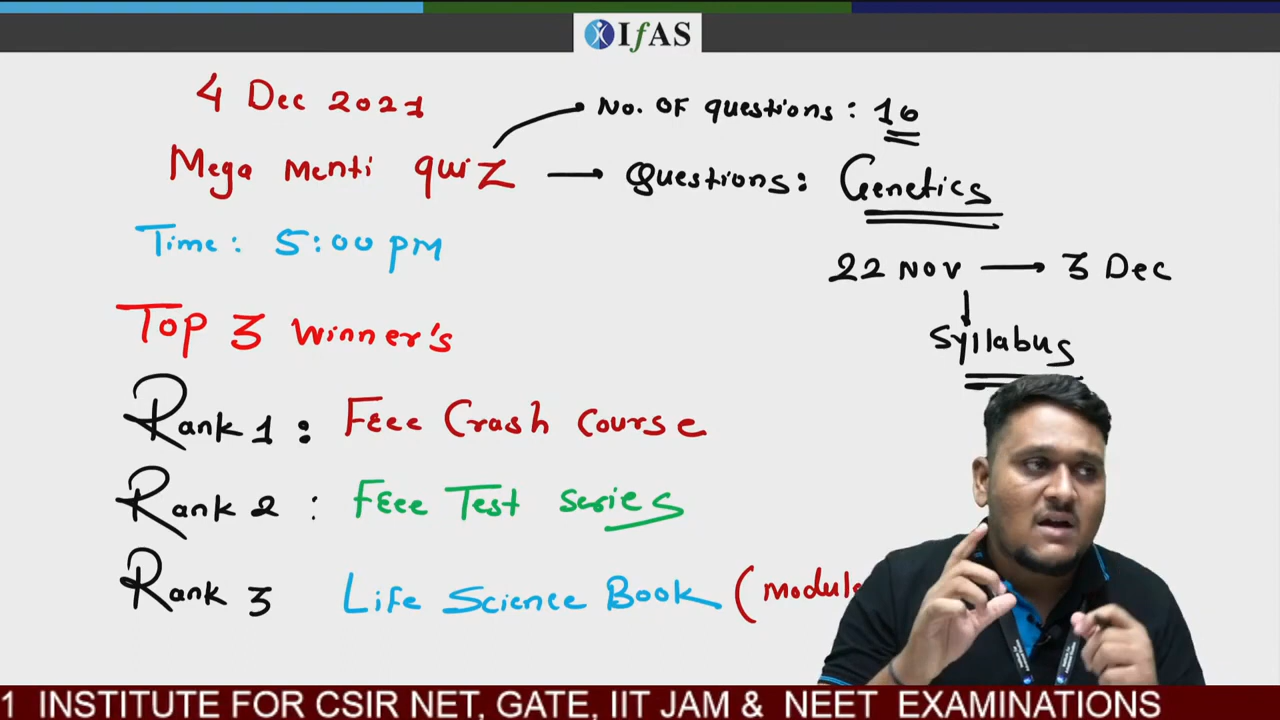 IfAS
4 Dec 2021
No. OF questions : 10
Mega Menti quiz
Questions: Genetics
Time: 5:00 pm
22 Nov → 3 Dec
Syllabus
Top 3 Winner's
Rank 1 : Free Crash Course
Rank 2 : Free Test series
Rank 3 Life Science Book (module
1 INSTITUTE FOR CSIR NET, GATE, IIT JAM & NEET EXAMINATIONS